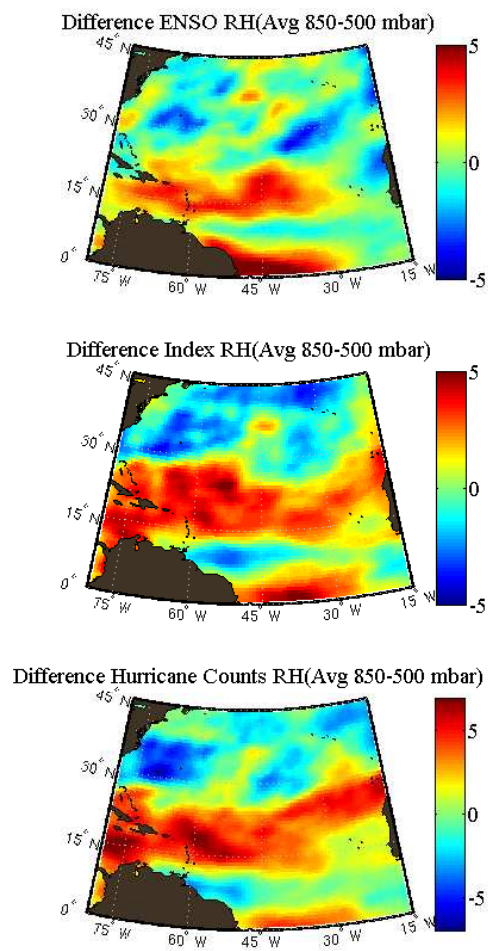 Difference ENSO RH(Avg 850-500 mbar)
45° N
30° N
15° N
0°
75° W
60° W
45° W
30° W
15° W
5
0
-5
Difference Index RH(Avg 850-500 mbar)
45° N
30° N
15° N
0°
75° W
60° W
45° W
30° W
15° W
5
0
-5
Difference Hurricane Counts RH(Avg 850-500 mbar)
45° N
30° N
15° N
0°
75° W
60° W
45° W
30° W
15° W
5
0
-5